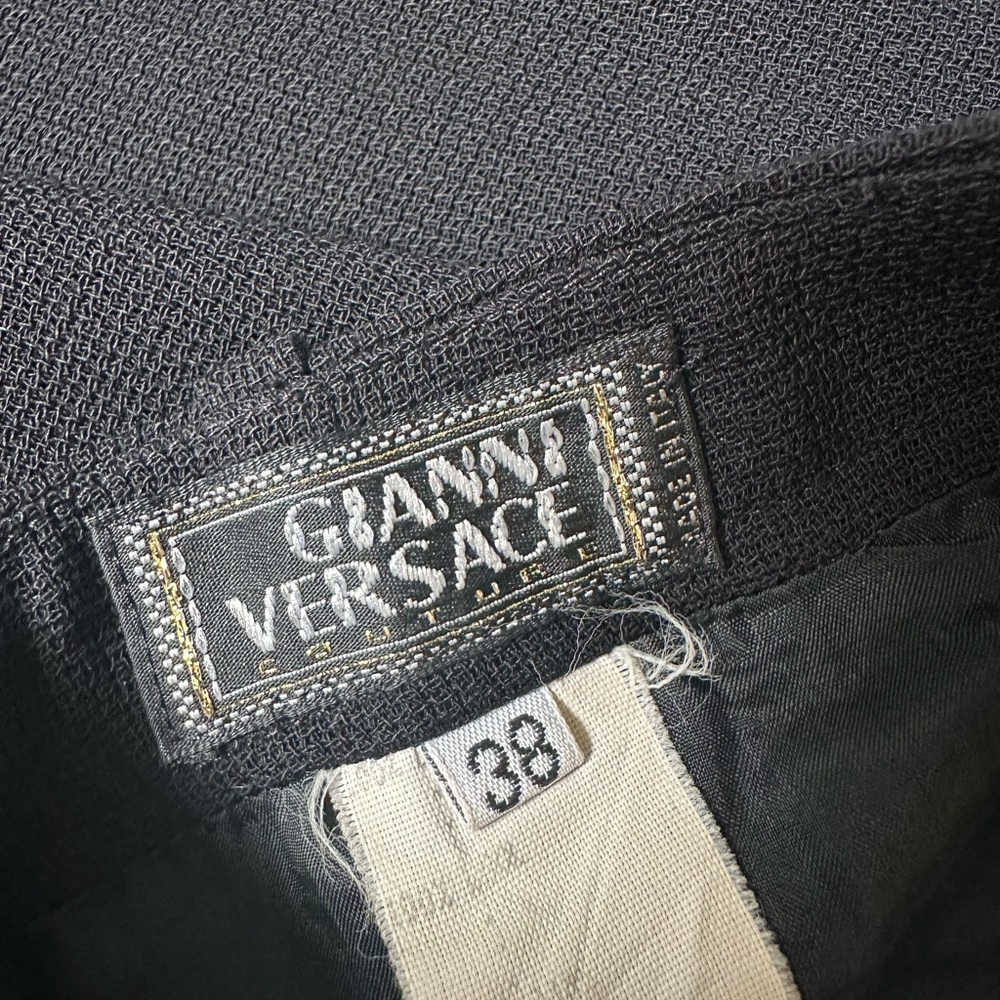 GIANNI
VERSACE
COUTURE
MADE IN ITALY
38